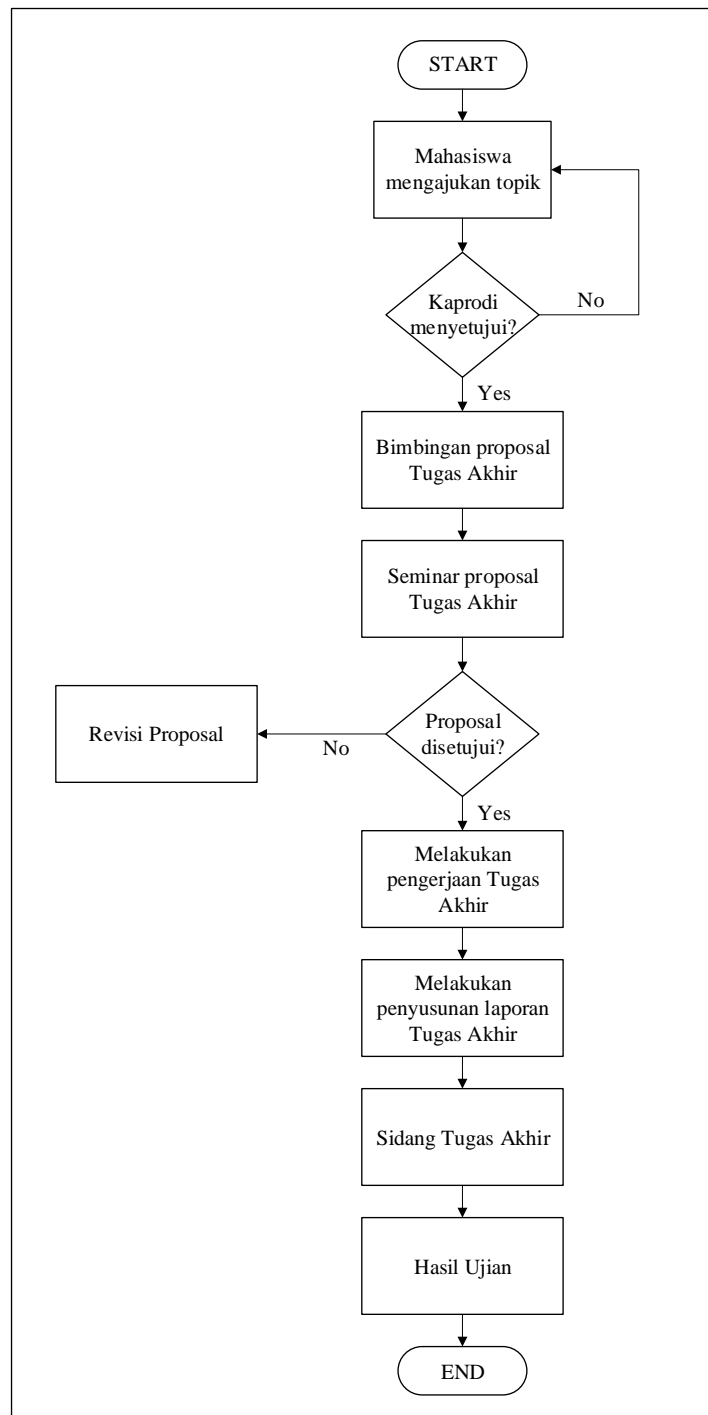 START
Mahasiswa
mengajukan topik
Kaprodi
menyetujui?
No
Yes
Bimbingan proposal
Tugas Akhir
Seminar proposal
Tugas Akhir
Proposal
disetujui?
Revisi Proposal
No
Yes
Melakukan
pengerjaan Tugas
Akhir
Melakukan
penyusunan laporan
Tugas Akhir
Sidang Tugas Akhir
Hasil Ujian
END